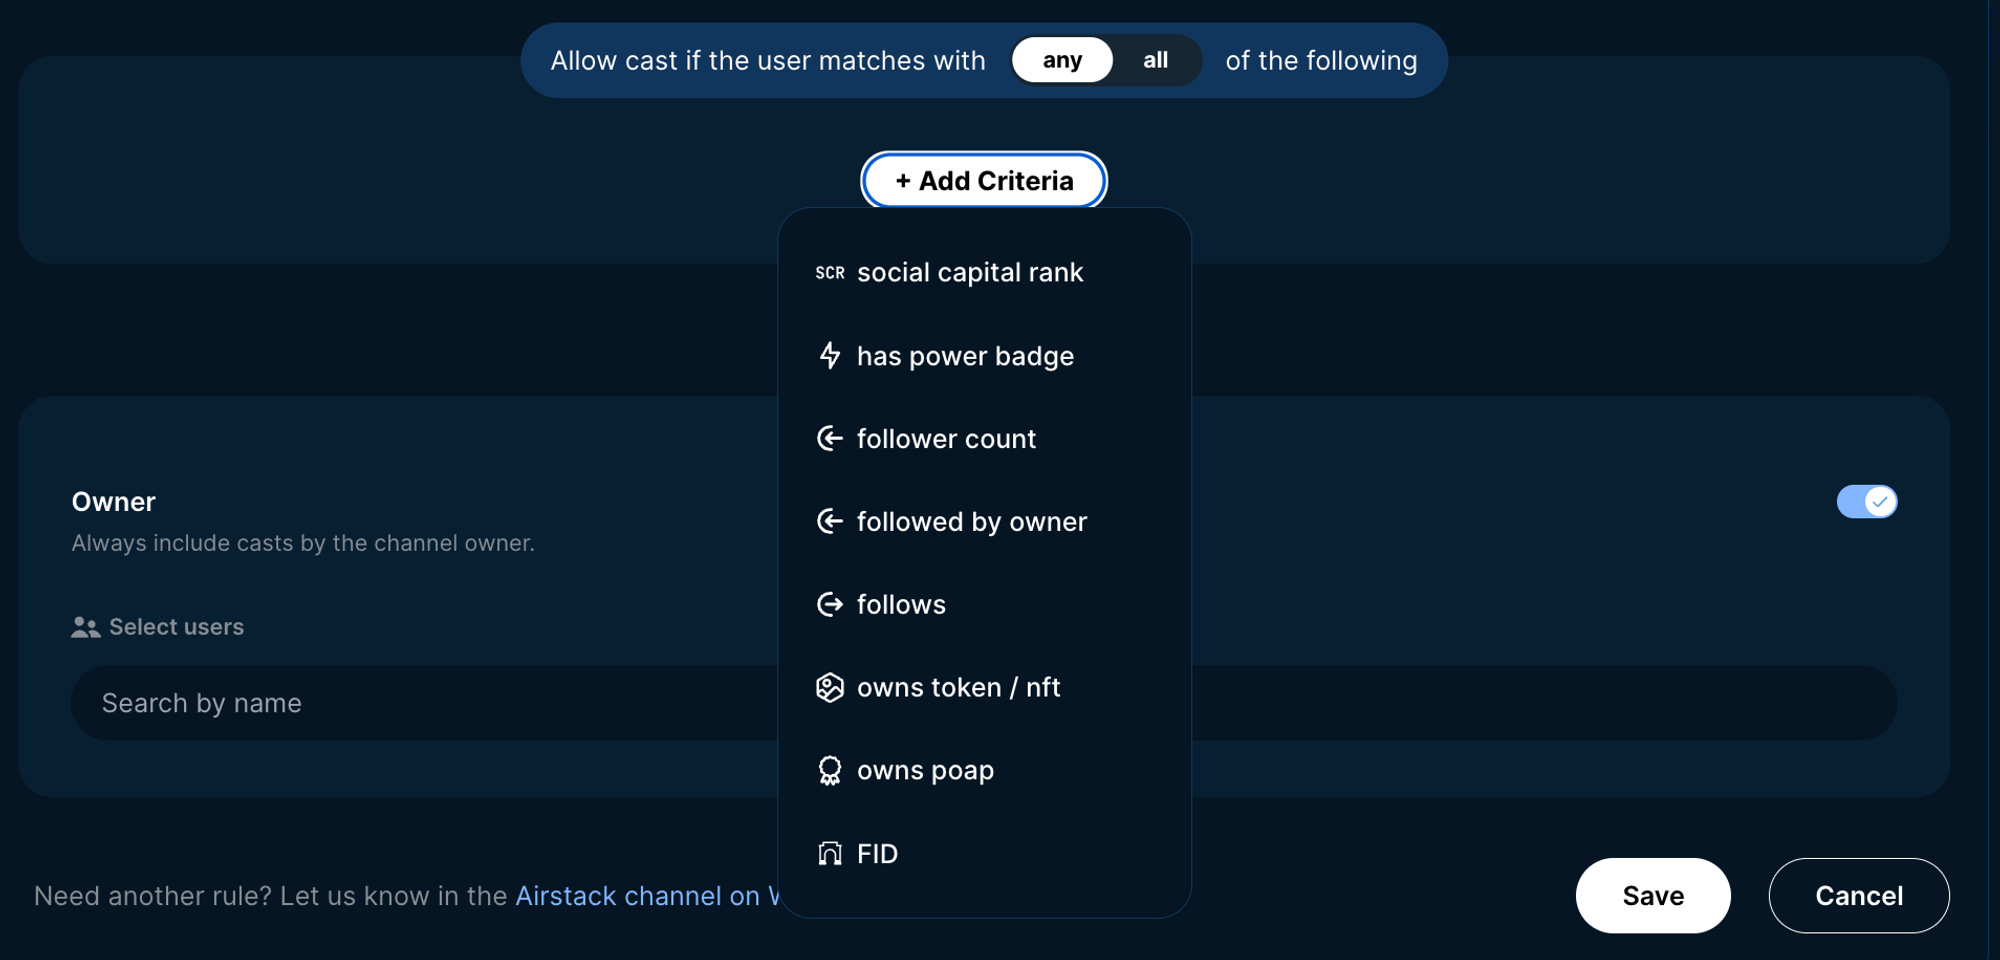 Allow cast if the user matches with any all of the following
+ Add Criteria
SCR social capital rank
has power badge
follower count
followed by owner
follows
owns token / nft
owns poap
FID
Owner
Always include casts by the channel owner.
Select users
Search by name
Need another rule? Let us know in the Airstack channel on
Save
Cancel